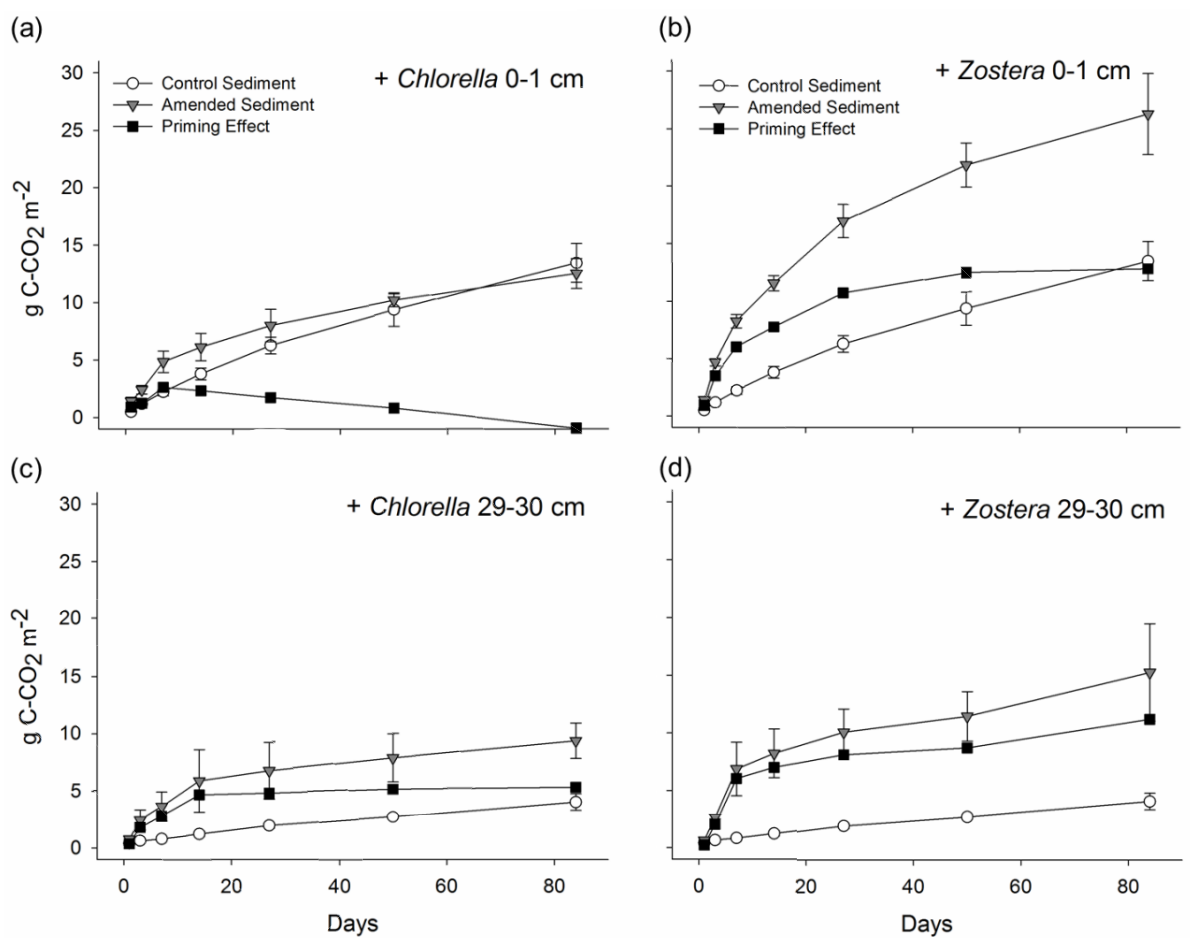 (a)
+ Chlorella 0-1 cm
30
25
20
15
10
5
0
g C-CO2 m-2
Control Sediment
Amended Sediment
Priming Effect
(b)
+ Zostera 0-1 cm
Control Sediment
Amended Sediment
Priming Effect
(c)
+ Chlorella 29-30 cm
30
25
20
15
10
5
0
g C-CO2 m-2
0 20 40 60 80
Days
(d)
+ Zostera 29-30 cm
0 20 40 60 80
Days